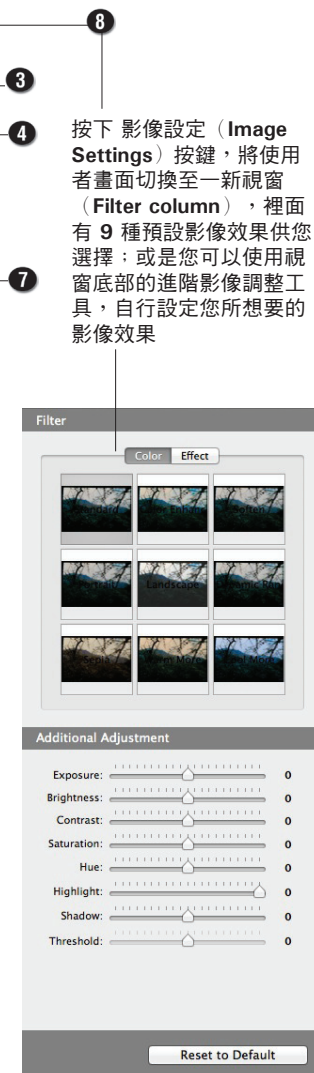 8
3
4
7
按下 影像設定（Image
Settings）按鍵，將使用
者畫面切換至一新視窗
（Filter column），裡面
有 9 種預設影像效果供您
選擇；或是您可以使用視
窗底部的進階影像調整工
具，自行設定您所想要的
影像效果
Filter
Color Effect
Standard Color Enhance Soften
Portrait Landscape
Sepia
Additional Adjustment
Exposure: 0
Brightness: 0
Contrast: 0
Saturation: 0
Hue: 0
Highlight: 0
Shadow: 0
Threshold: 0
Reset to Default